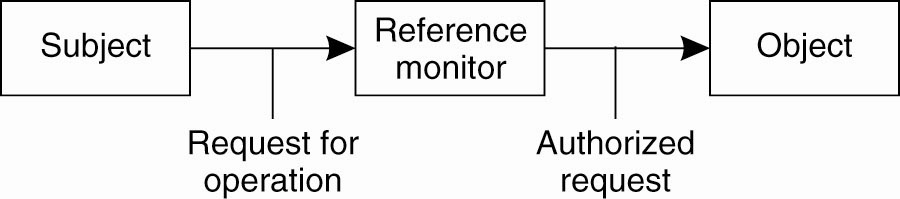 Subject
Reference
monitor
Object
Request for
operation
Authorized
request